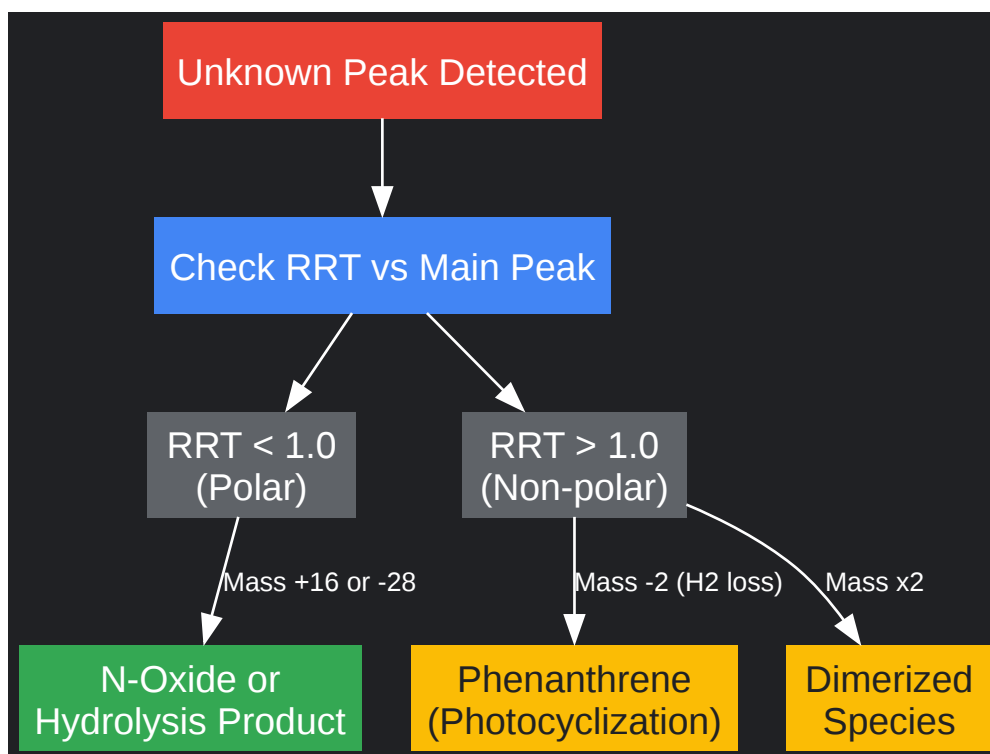 Unknown Peak Detected
Check RRT vs Main Peak
RRT < 1.0
(Polar)
RRT > 1.0
(Non-polar)
Mass +16 or -28
Mass -2 (H2 loss)
Mass x2
N-Oxide or
Hydrolysis Product
Phenanthrene
(Photocyclization)
Dimerized
Species